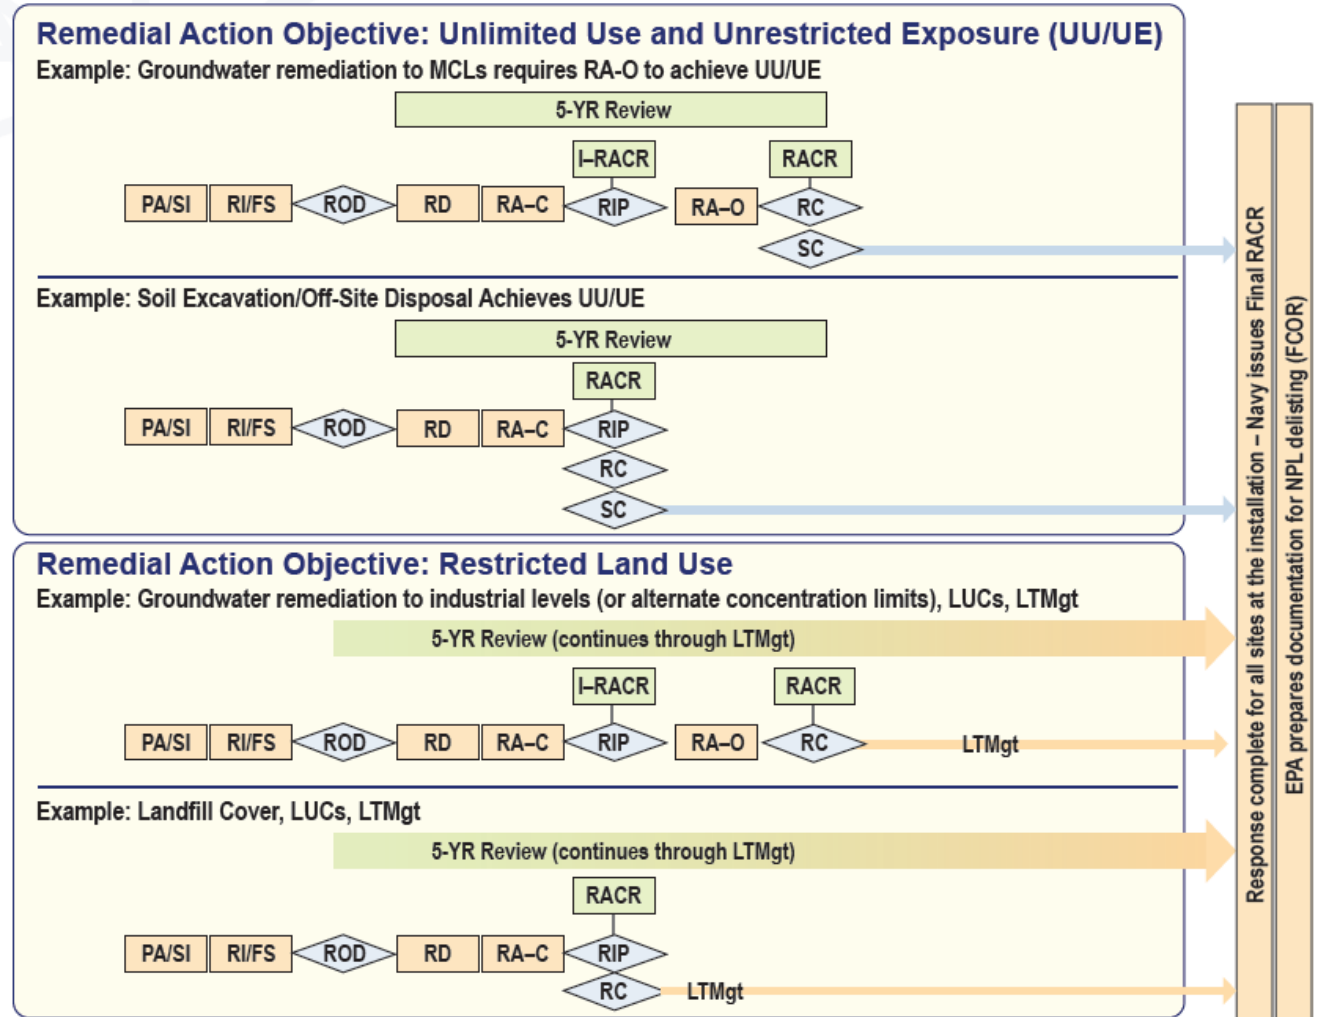 Remedial Action Objective: Unlimited Use and Unrestricted Exposure (UU/UE)
Example: Groundwater remediation to MCLs requires RA-O to achieve UU/UE
5-YR Review
I–RACR RACR
PA/SI RI/FS ROD RD RA–C RIP RA–O RC
SC
Example: Soil Excavation/Off-Site Disposal Achieves UU/UE
5-YR Review
RACR
PA/SI RI/FS ROD RD RA–C RIP
RC
SC
Remedial Action Objective: Restricted Land Use
Example: Groundwater remediation to industrial levels (or alternate concentration limits), LUCs, LTMgt
5-YR Review (continues through LTMgt)
I–RACR RACR
PA/SI RI/FS ROD RD RA–C RIP RA–O RC LTMgt
Example: Landfill Cover, LUCs, LTMgt
5-YR Review (continues through LTMgt)
RACR
PA/SI RI/FS ROD RD RA–C RIP
RC LTMgt
Response complete for all sites at the installation – Navy issues Final RACR
EPA prepares documentation for NPL delisting (FCOR)